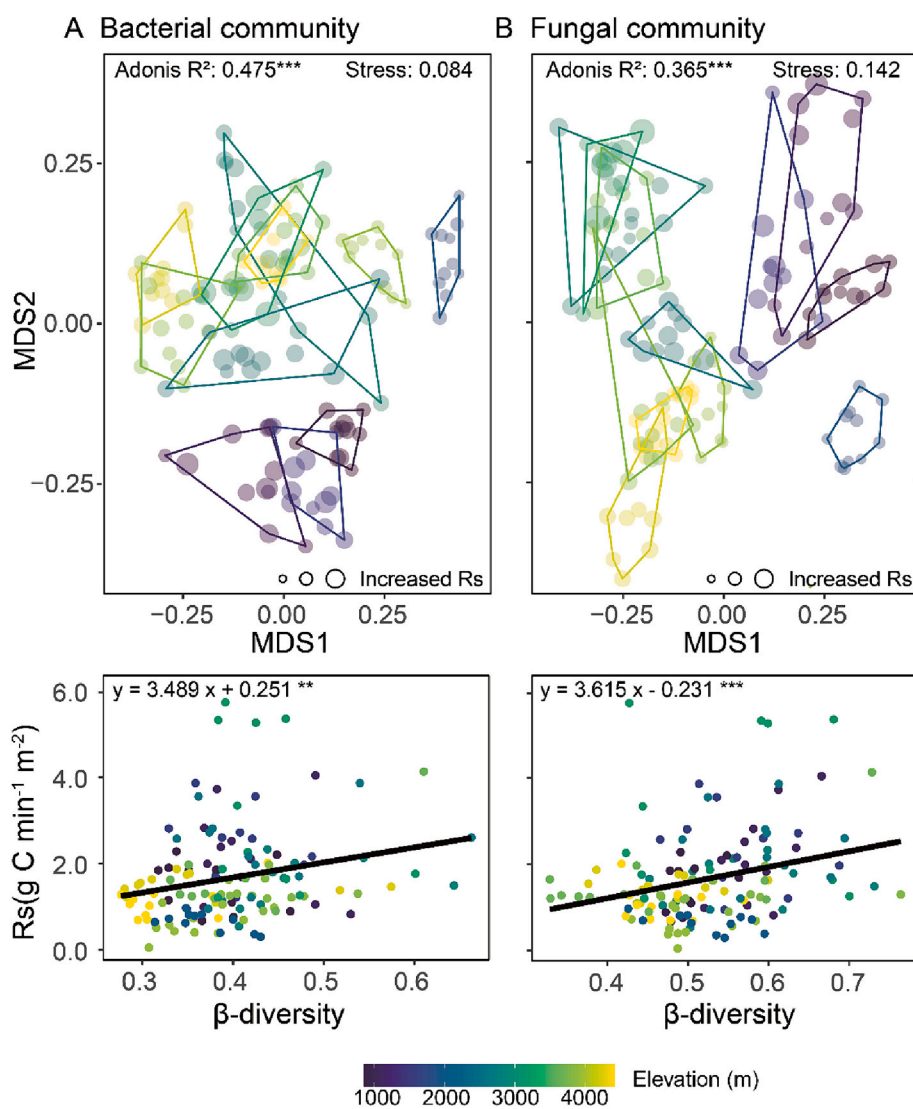 A Bacterial community
B Fungal community
Adonis R²: 0.475*** Stress: 0.084
Adonis R²: 0.365*** Stress: 0.142
MDS2
0.25
0.00
−0.25
Increased Rs
Increased Rs
−0.25 0.00 0.25
−0.25 0.00 0.25
MDS1
MDS1
y = 3.489 x + 0.251 **
y = 3.615 x - 0.231 ***
Rs(g C min⁻¹ m⁻²)
6.0
4.0
2.0
0.0
0.3 0.4 0.5 0.6
0.4 0.5 0.6 0.7
β-diversity
β-diversity
Elevation (m)
1000 2000 3000 4000